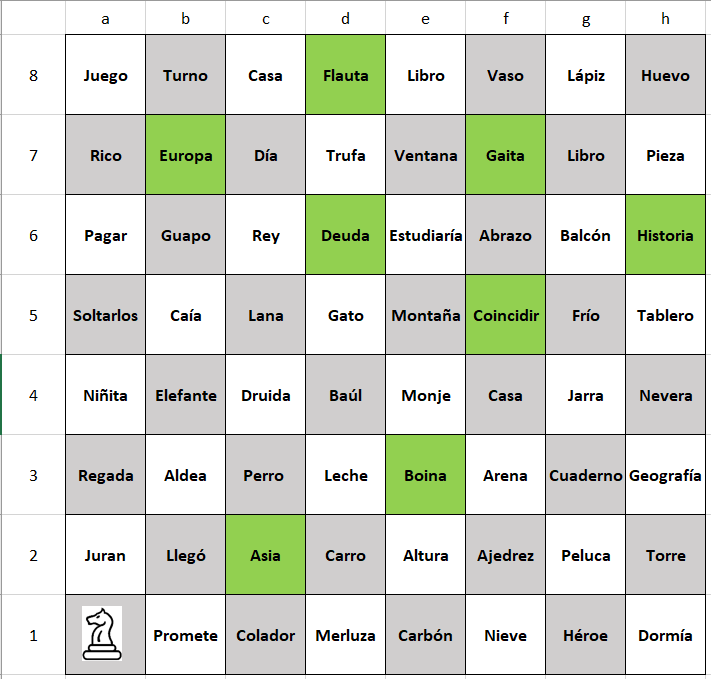 a b c d e f g h
8 Juego Turno Casa Flauta Libro Vaso Lápiz Huevo
7 Rico Europa Día Trufa Ventana Gaita Libro Pieza
6 Pagar Guapo Rey Deuda Estudiaría Abrazo Balcón Historia
5 Soltarlos Caía Lana Gato Montaña Coincidir Frío Tablero
4 Niñita Elefante Druida Baúl Monje Casa Jarra Nevera
3 Regada Aldea Perro Leche Boina Arena Cuaderno Geografía
2 Juran Llegó Asia Carro Altura Ajedrez Peluca Torre
1 Promete Colador Merluza Carbón Nieve Héroe Dormía